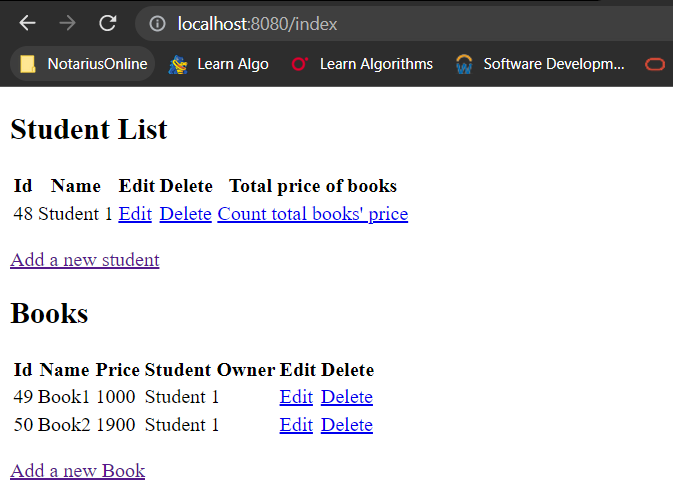 localhost:8080/index
NotariusOnline Learn Algo Learn Algorithms Software Developm...
Student List
Id Name Edit Delete Total price of books
48 Student 1 Edit Delete Count total books' price
Add a new student
Books
Id Name Price Student Owner Edit Delete
49 Book1 1000 Student 1 Edit Delete
50 Book2 1900 Student 1 Edit Delete
Add a new Book